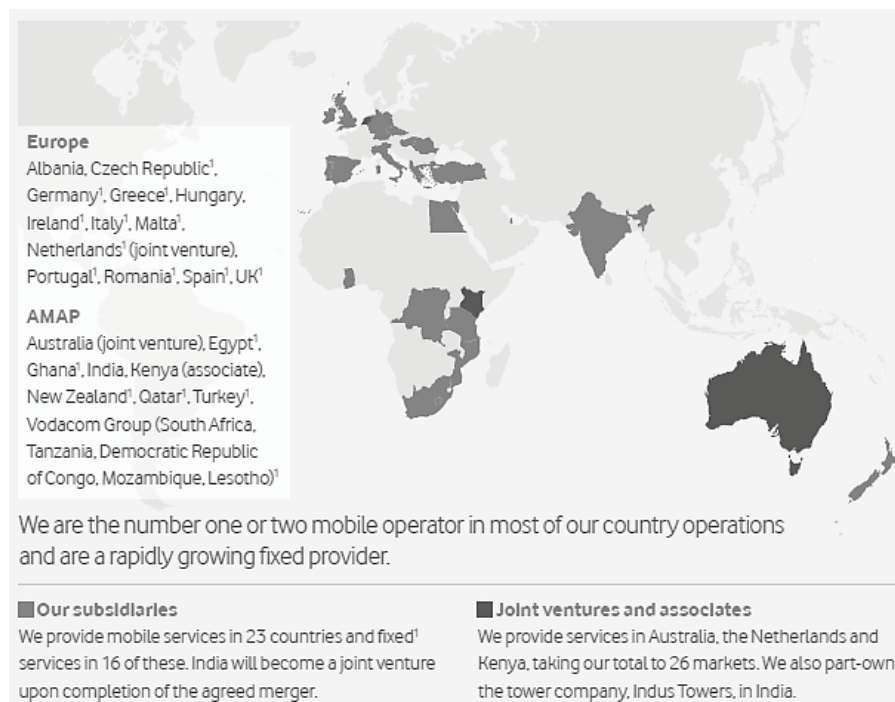 Europe
Albania, Czech Republic¹,
Germany¹, Greece¹, Hungary,
Ireland¹, Italy¹, Malta¹,
Netherlands¹ (joint venture),
Portugal¹, Romania¹, Spain¹, UK¹
AMAP
Australia (joint venture), Egypt¹,
Ghana¹, India, Kenya (associate),
New Zealand¹, Qatar¹, Turkey¹,
Vodacom Group (South Africa,
Tanzania, Democratic Republic
of Congo, Mozambique, Lesotho)¹
We are the number one or two mobile operator in most of our country operations
and are a rapidly growing fixed provider.
Our subsidiaries
We provide mobile services in 23 countries and fixed¹
services in 16 of these. India will become a joint venture
upon completion of the agreed merger.
Joint ventures and associates
We provide services in Australia, the Netherlands and
Kenya, taking our total to 26 markets. We also part-own
the tower company, Indus Towers, in India.